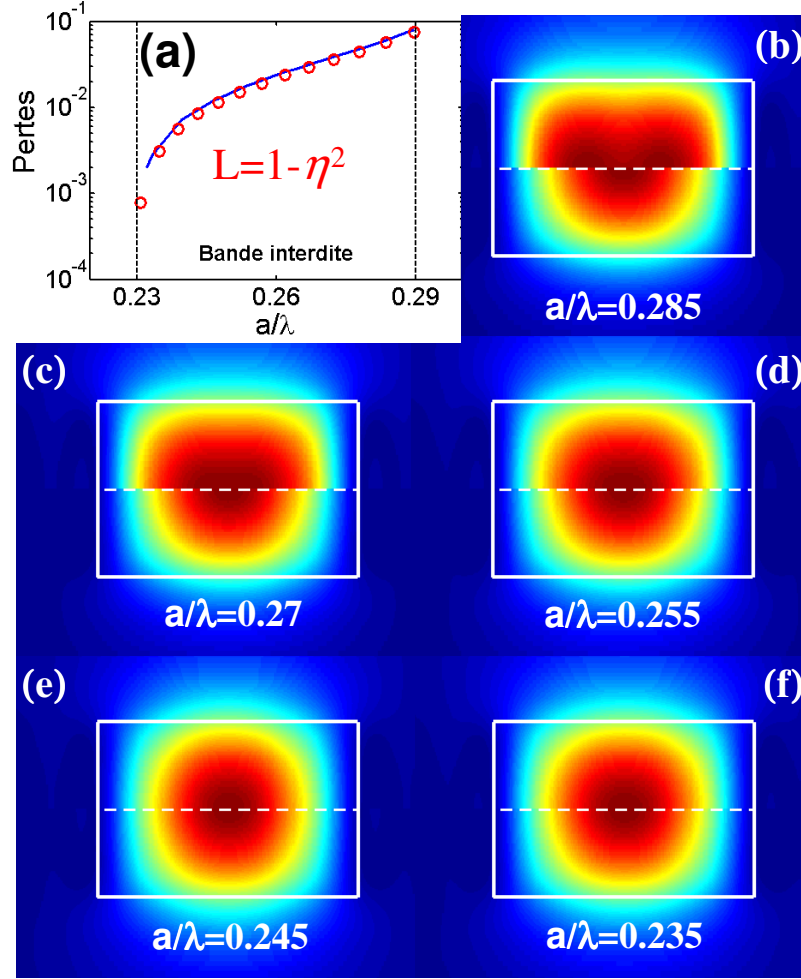 (a)
10⁻¹
10⁻²
10⁻³
10⁻⁴
Pertes
L=1-η²
Bande interdite
0.23 0.26 0.29
a/λ
(b)
a/λ=0.285
(c)
a/λ=0.27
(d)
a/λ=0.255
(e)
a/λ=0.245
(f)
a/λ=0.235